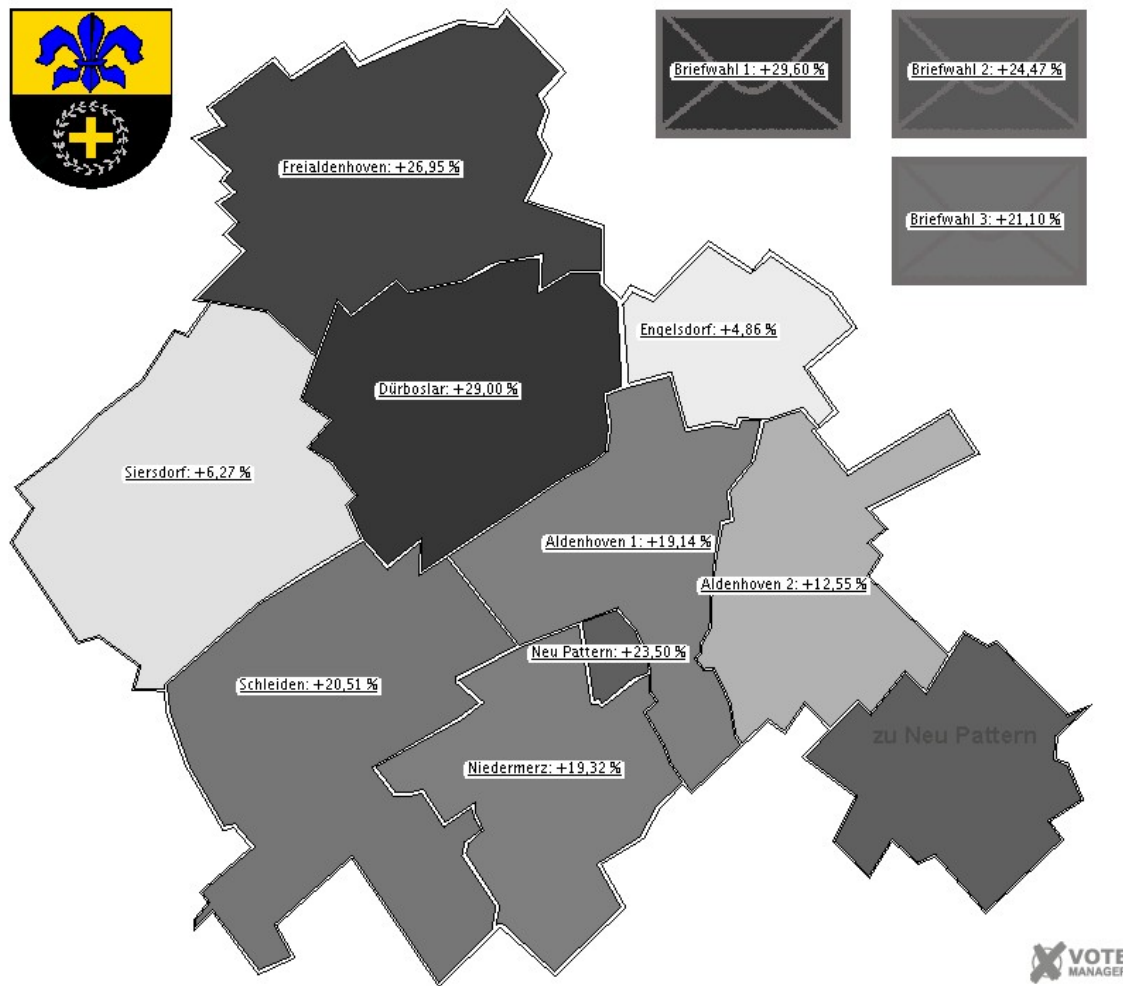 Briefwahl 1: +29,60 %
Briefwahl 2: +24,47 %
Freialdenhoven: +26,95 %
Briefwahl 3: +21,10 %
Engelsdorf: +4,86 %
Dürboslar: +29,00 %
Siersdorf: +6,27 %
Aldenhoven 1: +19,14 %
Aldenhoven 2: +12,55 %
Neu Pattern: +23,50 %
Schleiden: +20,51 %
zu Neu Pattern
Niedermerz: +19,32 %
VOTE
MANAGER